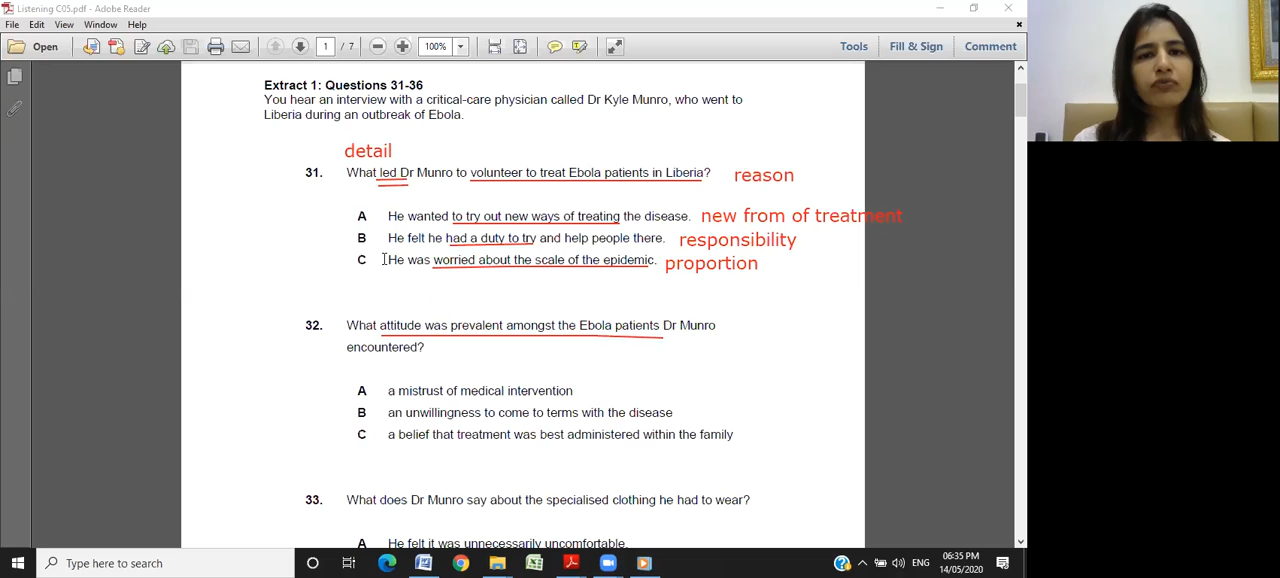 Listening C05.pdf - Adobe Reader
File Edit View Window Help
Open 1 / 7 100% Tools Fill & Sign Comment
Extract 1: Questions 31-36
You hear an interview with a critical-care physician called Dr Kyle Munro, who went to
Liberia during an outbreak of Ebola.
detail
31. What led Dr Munro to volunteer to treat Ebola patients in Liberia? reason
A He wanted to try out new ways of treating the disease. new from of treatment
B He felt he had a duty to try and help people there. responsibility
C He was worried about the scale of the epidemic. proportion
32. What attitude was prevalent amongst the Ebola patients Dr Munro
encountered?
A a mistrust of medical intervention
B an unwillingness to come to terms with the disease
C a belief that treatment was best administered within the family
33. What does Dr Munro say about the specialised clothing he had to wear?
A He felt it was unnecessarily uncomfortable.
Type here to search
ENG
06:35 PM
14/05/2020